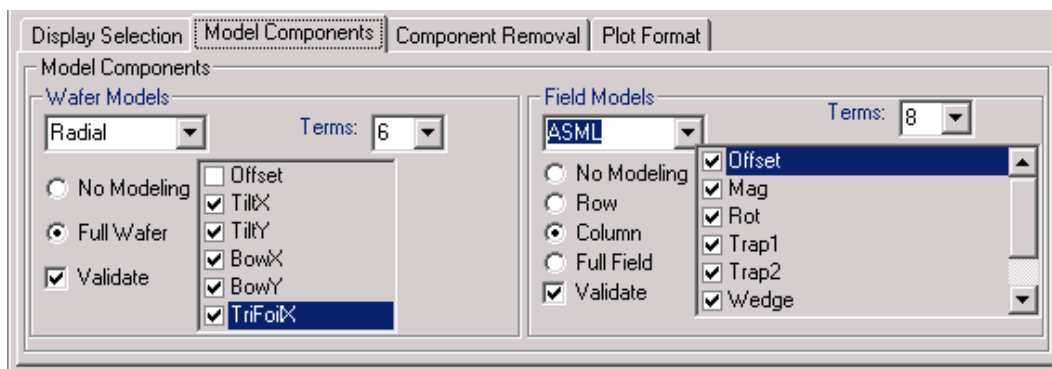 Display Selection Model Components Component Removal Plot Format
Model Components
Wafer Models
Radial Terms: 6
No Modeling
Full Wafer
Validate
Offset
TiltX
TiltY
BowX
BowY
TriFoilX
Field Models
ASML Terms: 8
No Modeling
Row
Column
Full Field
Validate
Offset
Mag
Rot
Trap1
Trap2
Wedge